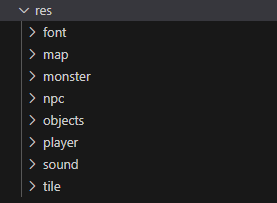 res
font
map
monster
npc
objects
player
sound
tile